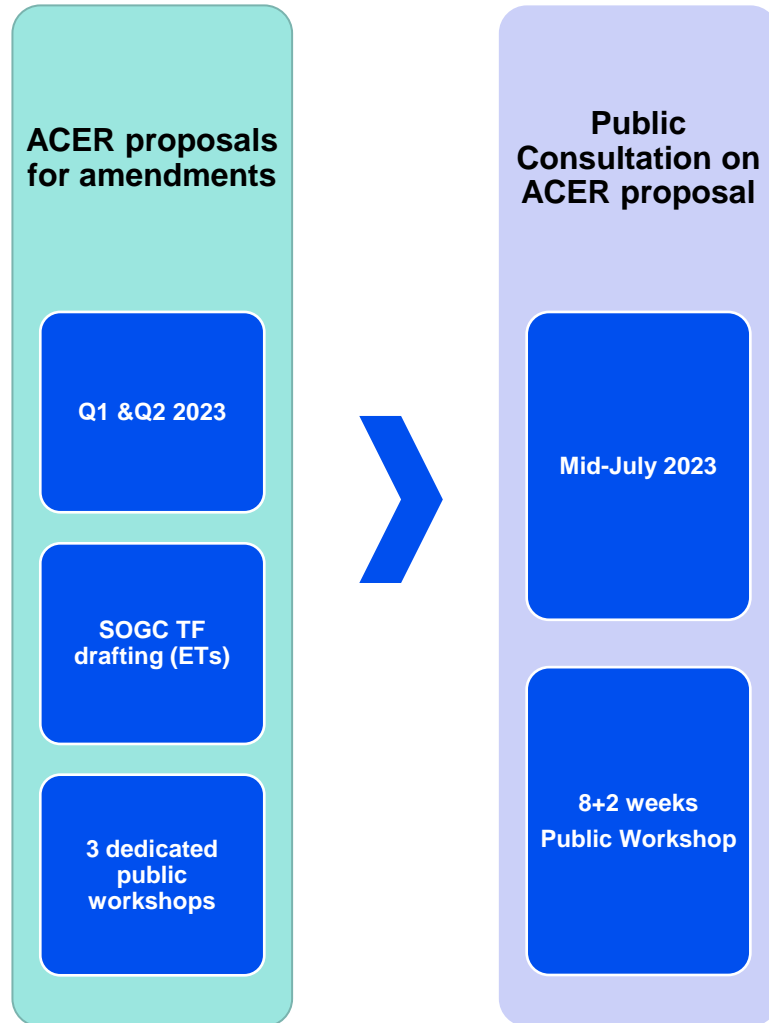 ACER proposals
for amendments
Q1 &Q2 2023
SOGC TF
drafting (ETs)
3 dedicated
public
workshops
Public
Consultation on
ACER proposal
Mid-July 2023
8+2 weeks
Public Workshop